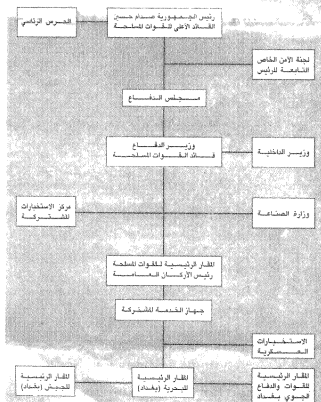 رئيس الجمهورية صدام حسين
القائد الأعلى للقوات المسلحة
الحرس الرئاسي
لجنة الأمن الخاص
التابعة للرئيس
مجلس الدفاع
وزير الدفاع
قائد القوات المسلحة
وزير الداخلية
مركز الاستخبارات
المشتركة
وزارة الصناعة
المقار الرئيسية للقوات المسلحة
رئيس الأركان العامة
جهاز الخدمة المشتركة
الاستخبارات
العسكرية
المقار الرئيسية
للجيش (بغداد)
المقار الرئيسية
للبحرية (بغداد)
المقار الرئيسية
للقوات والدفاع
الجوي بغداد